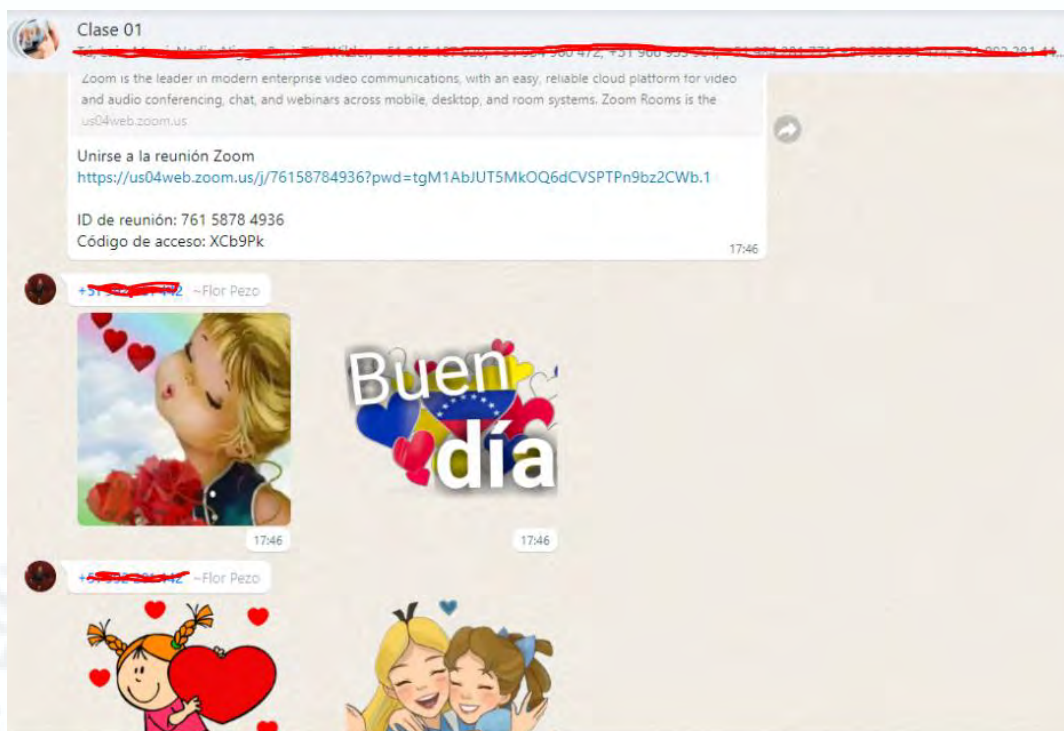 Clase 01
Zoom is the leader in modern enterprise video communications, with an easy, reliable cloud platform for video
and audio conferencing, chat, and webinars across mobile, desktop, and room systems. Zoom Rooms is the
us04web.zoom.us
Unirse a la reunión Zoom
https://us04web.zoom.us/j/76158784936?pwd=tgM1AbJUT5MkOQ6dCVSPTPn9bz2CWb.1
ID de reunión: 761 5878 4936
Código de acceso: XCb9Pk
17:46
~Flor Pezo
Buen
día
17:46 17:46
~Flor Pezo